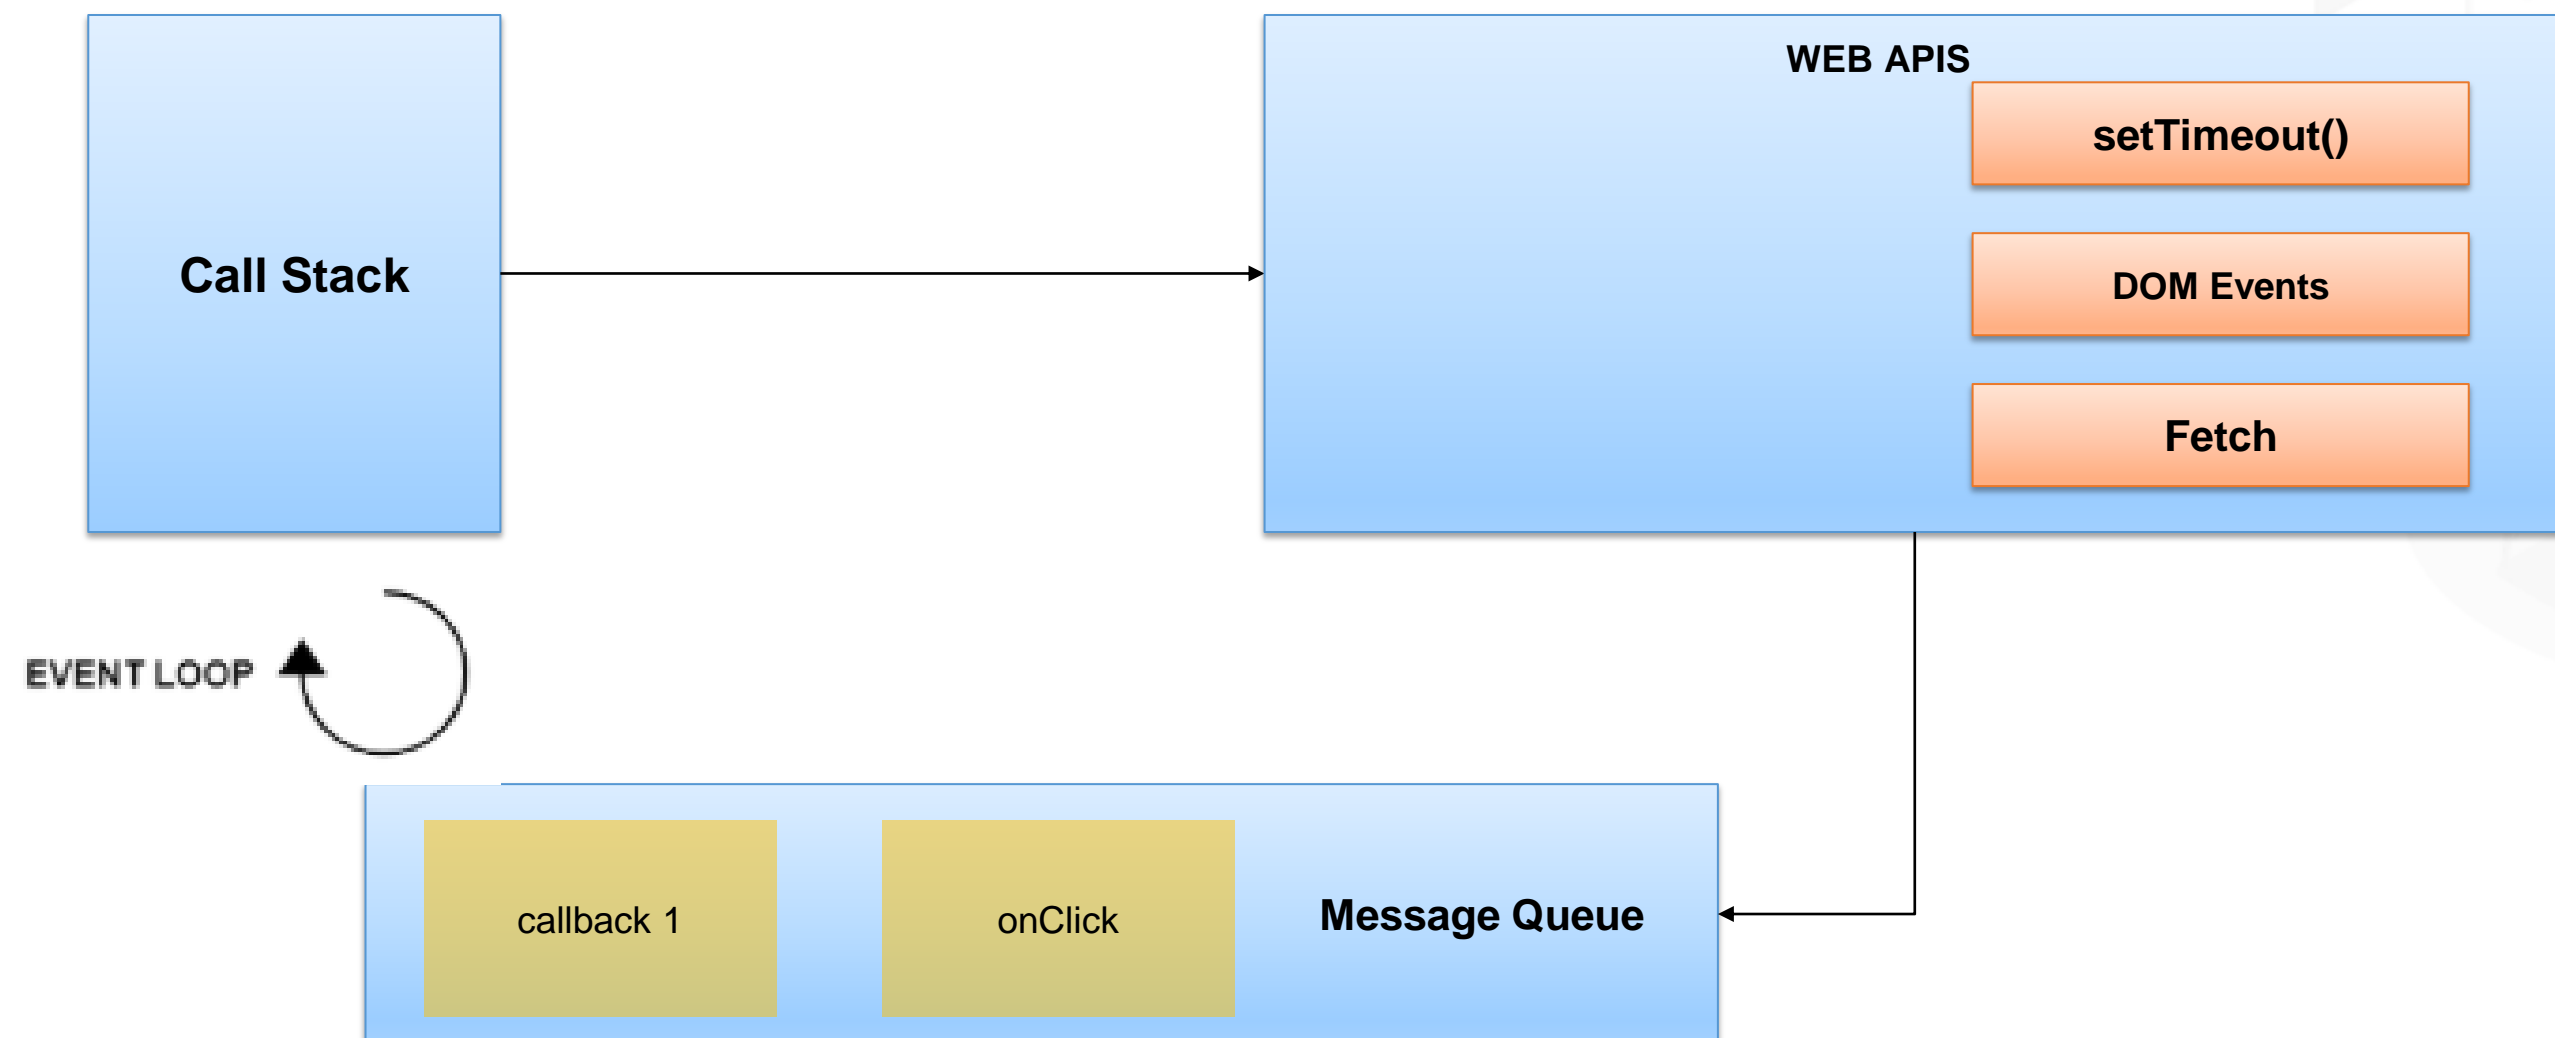 WEB APIS
setTimeout()
Call Stack
DOM Events
Fetch
EVENT LOOP
callback 1
onClick
Message Queue